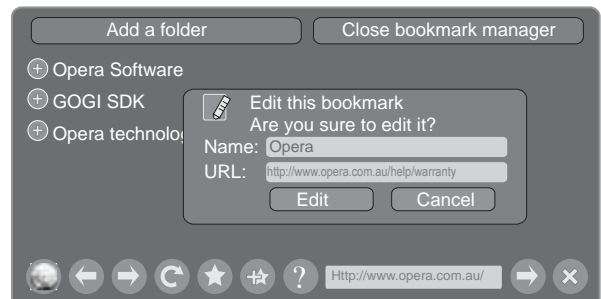 Add a folder
Close bookmark manager
Opera Software
GOGI SDK
Opera technolog
Edit this bookmark
Are you sure to edit it?
Name: Opera
URL: http://www.opera.com.au/help/warranty
Edit
Cancel
?
Http://www.opera.com.au/